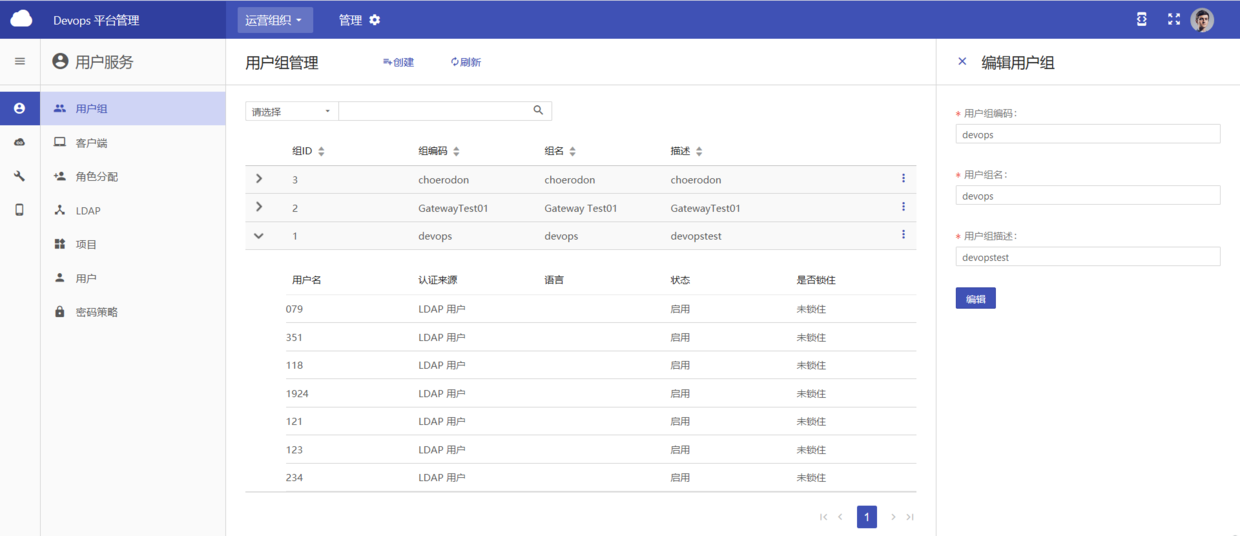 Devops 平台管理
运营组织
管理
用户服务
用户组
客户端
角色分配
LDAP
项目
用户
密码策略
用户组管理
创建
刷新
请选择
组ID 组编码 组名 描述
3 choerodon choerodon choerodon
2 GatewayTest01 Gateway Test01 GatewayTest01
1 devops devops devopstest
用户名 认证来源 语言 状态 是否锁住
079 LDAP 用户 启用 未锁住
351 LDAP 用户 启用 未锁住
118 LDAP 用户 启用 未锁住
1924 LDAP 用户 启用 未锁住
121 LDAP 用户 启用 未锁住
123 LDAP 用户 启用 未锁住
234 LDAP 用户 启用 未锁住
1
编辑用户组
* 用户组编码:
devops
* 用户组名:
devops
* 用户组描述:
devopstest
编辑